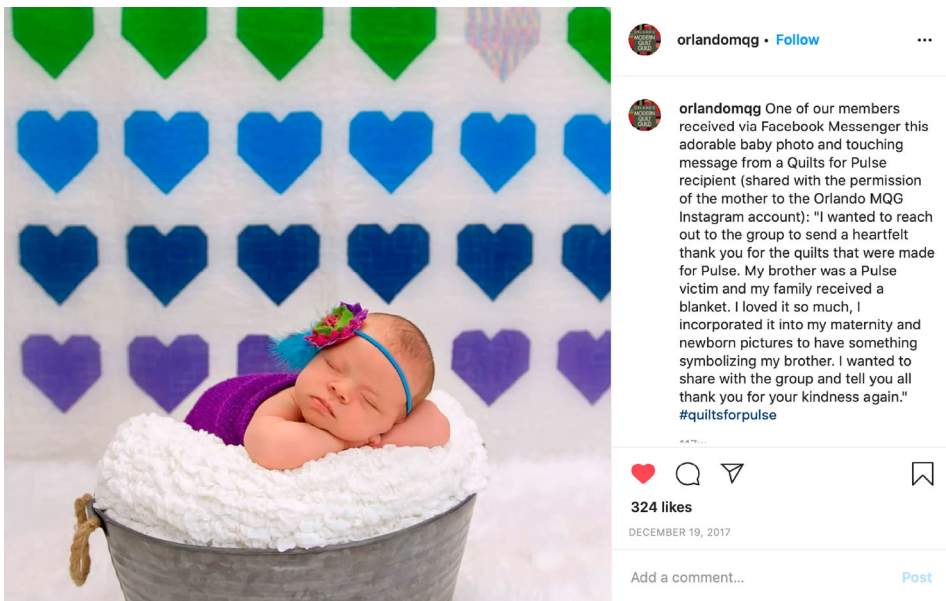 orlandomqg • Follow
orlandomqg One of our members
received via Facebook Messenger this
adorable baby photo and touching
message from a Quilts for Pulse
recipient (shared with the permission
of the mother to the Orlando MQG
Instagram account): "I wanted to reach
out to the group to send a heartfelt
thank you for the quilts that were made
for Pulse. My brother was a Pulse
victim and my family received a
blanket. I loved it so much, I
incorporated it into my maternity and
newborn pictures to have something
symbolizing my brother. I wanted to
share with the group and tell you all
thank you for your kindness again."
#quiltsforpulse
324 likes
DECEMBER 19, 2017
Add a comment...
Post